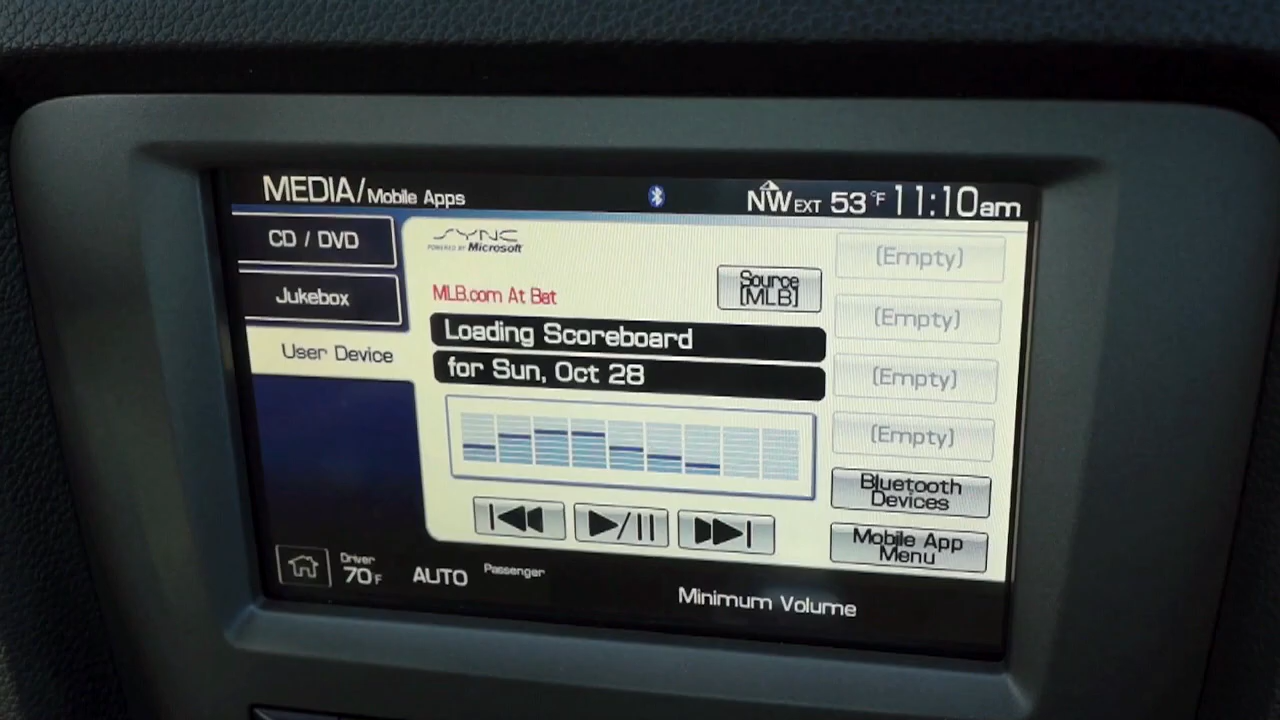 MEDIA/Mobile Apps
NW EXT 53 °F 11:10am
CD / DVD
Jukebox
User Device
SYNC
POWERED BY Microsoft
MLB.com At Bat
Source
[MLB]
Loading Scoreboard
for Sun, Oct 28
(Empty)
(Empty)
(Empty)
(Empty)
Bluetooth
Devices
Mobile App
Menu
Driver
70F
AUTO
Passenger
Minimum Volume